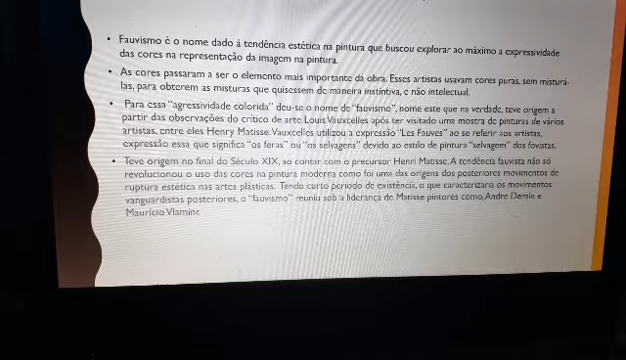 • Fauvismo é o nome dado à tendência estética na pintura que buscou explorar ao máximo a expressividade
das cores na representação da imagem na pintura.
• As cores passaram a ser o elemento mais importante da obra. Esses artistas usavam cores puras, sem misturá-
las, para obterem as misturas que quisessem de maneira instintiva, e não intelectual.
• Para essa "agressividade colorida" deu-se o nome de "fauvismo", nome este que na verdade, teve origem a
partir das observações do crítico de arte Louis Vauxcelles após ter visitado uma mostra de pinturas de vários
artistas, entre eles Henry Matisse. Vauxcelles utilizou a expressão "Les Fauves" ao se referir aos artistas,
expressão essa que significa "os feras" ou "os selvagens" devido ao estilo de pintura "selvagem" dos fovistas.
• Teve origem no final do Século XIX, ao contar com o precursor Henri Matisse. A tendência fauvista não só
revolucionou o uso das cores na pintura moderna como foi uma das origens dos posteriores movimentos de
ruptura estética nas artes plásticas. Tendo curto período de existência, o que caracterizaria os movimentos
vanguardistas posteriores, o "fauvismo" reuniu sob a liderança de Matisse pintores como, Andre Derain e
Maurício Vlaminc